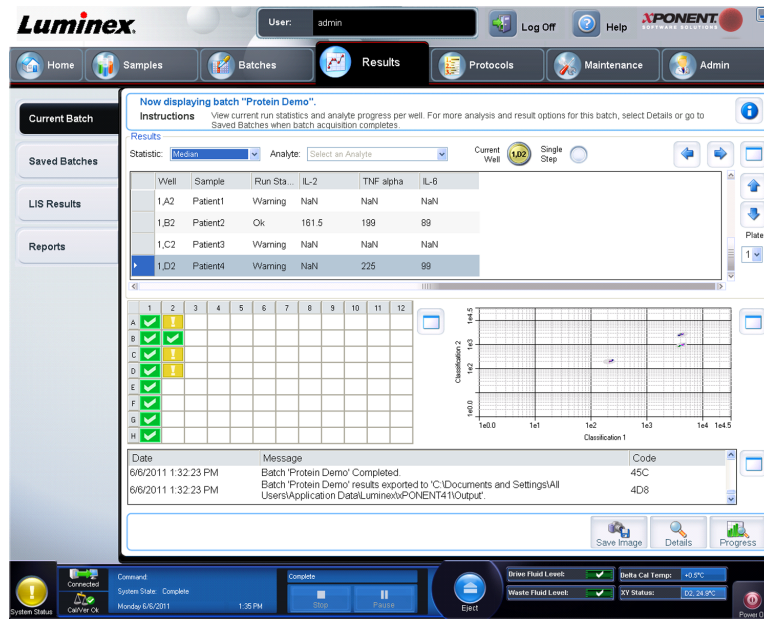 Luminex.
User: admin
Log Off
Help
XPONENT.
SOFTWARE SOLUTIONS
Home
Samples
Batches
Results
Protocols
Maintenance
Admin
Current Batch
Saved Batches
LIS Results
Reports
Now displaying batch "Protein Demo".
Instructions View current run statistics and analyte progress per well. For more analysis and result options for this batch, select Details or go to
Saved Batches when batch acquisition completes.
Results
Statistic: Median Analyte: Select an Analyte Current Well 1,D2 Single Step
Well Sample Run Sta... IL-2 TNF alpha IL-6
1,A2 Patient1 Warning NaN NaN NaN
1,B2 Patient2 Ok 161.5 199 89
1,C2 Patient3 Warning NaN NaN NaN
1,D2 Patient4 Warning NaN 225 99
Plate
1
1 2 3 4 5 6 7 8 9 10 11 12
A
B
C
D
E
F
G
H
Classification 2
1e4.5
1e3
1e2
1e0.0
1e0.0 1e1 1e2 1e3 1e4 1e4.5
Classification 1
Date Message Code
6/6/2011 1:32:23 PM Batch 'Protein Demo' Completed. 45C
6/6/2011 1:32:23 PM Batch 'Protein Demo' results exported to 'C:\Documents and Settings\All
Users\Application Data\Luminex\xPONENT41\Output'. 4D8
Save Image
Details
Progress
System Status
Connected
Cal/Ver Ok
Command:
System State: Complete
Monday 6/6/2011 1:35 PM
Complete
Stop
Pause
Eject
Drive Fluid Level:
Waste Fluid Level:
Delta Cal Temp: +0.5°C
XY Status: D2, 24.9°C